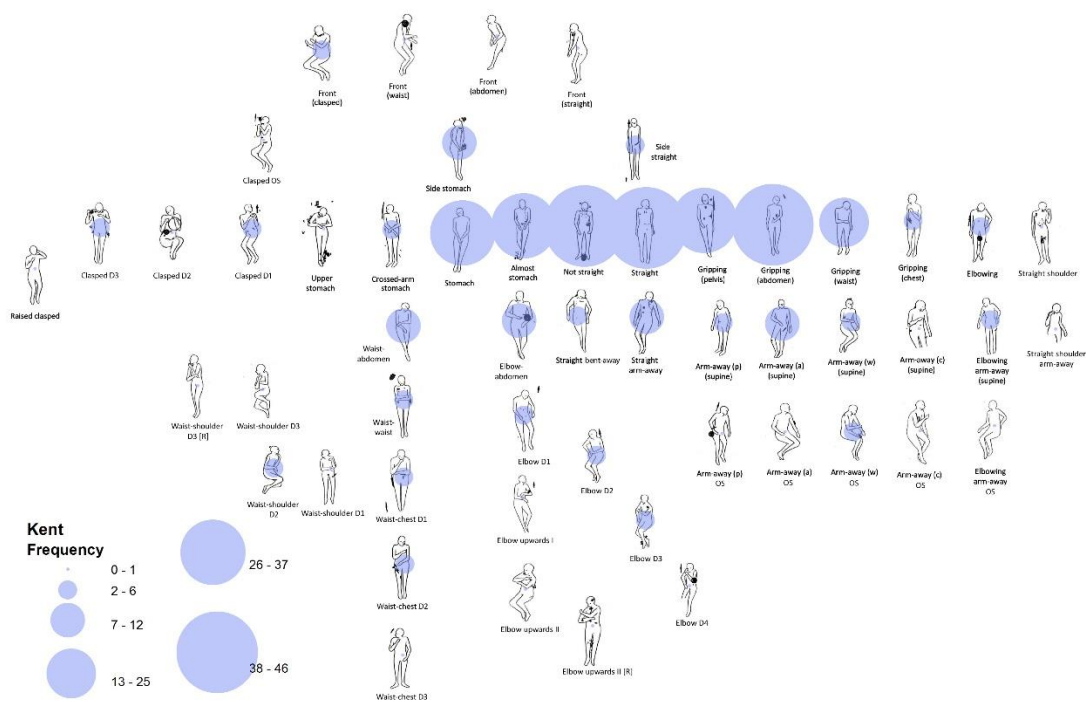 Front
(clasped)
Front
(waist)
Front
(abdomen)
Front
(straight)
Clasped OS
Side stomach
Side
straight
Raised clasped
Clasped D3
Clasped D2
Clasped D1
Upper
stomach
Crossed-arm
stomach
Stomach
Almost
stomach
Not straight
Straight
Gripping
(pelvis)
Gripping
(abdomen)
Gripping
(waist)
Gripping
(chest)
Elbowing
Straight shoulder
Waist-
abdomen
Elbow-
abdomen
Straight bent-away
Straight
arm-away
Arm-away (p)
(supine)
Arm-away (a)
(supine)
Arm-away (w)
(supine)
Arm-away (c)
(supine)
Elbowing
arm-away
(supine)
Straight shoulder
arm-away
Waist-shoulder
D3 [R]
Waist-shoulder D3
Waist-
waist
Elbow D1
Elbow D2
Arm-away (p)
OS
Arm-away (a)
OS
Arm-away (w)
OS
Arm-away (c)
OS
Elbowing
arm-away
OS
Waist-shoulder
D2
Waist-shoulder D1
Waist-chest D1
Elbow upwards I
Elbow D3
Waist-chest D2
Elbow upwards II
Elbow upwards II [R]
Elbow D4
Waist-chest D3
Kent
Frequency
0 - 1
2 - 6
7 - 12
13 - 25
26 - 37
38 - 46